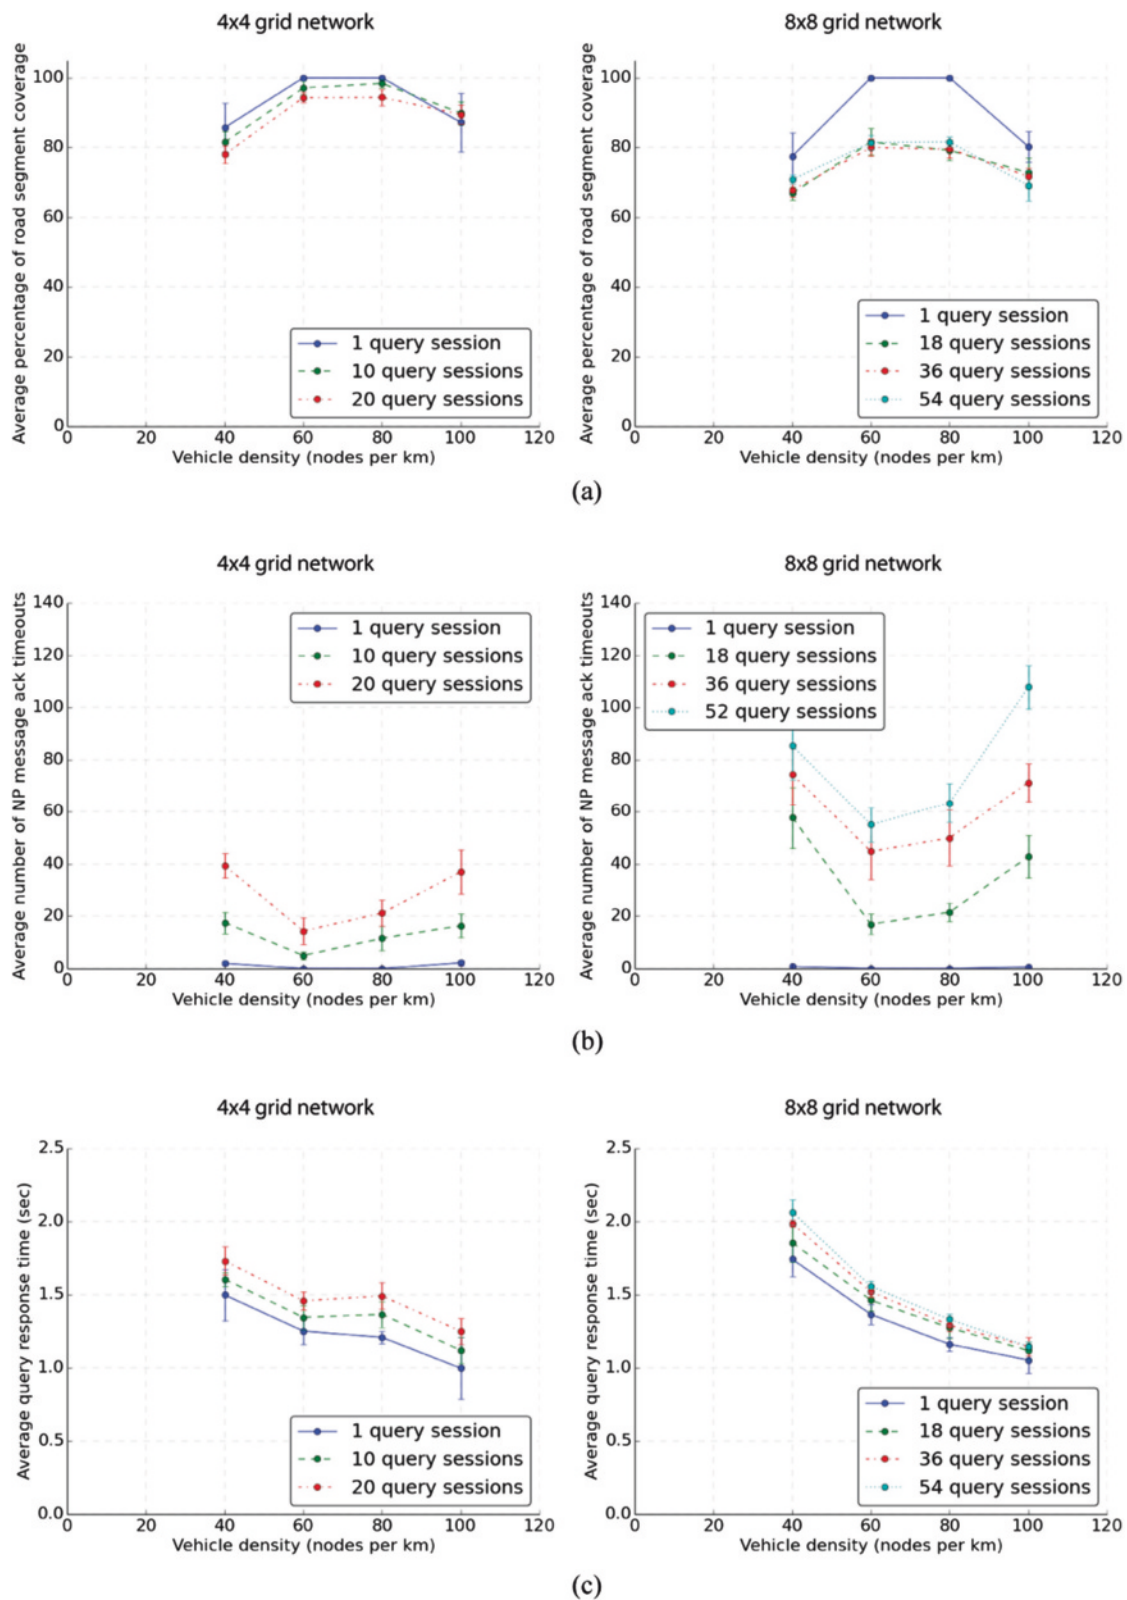 4x4 grid network
Average percentage of road segment coverage
100
80
60
40
20
0
1 query session
10 query sessions
20 query sessions
0 20 40 60 80 100 120
Vehicle density (nodes per km)
8x8 grid network
Average percentage of road segment coverage
100
80
60
40
20
0
1 query session
18 query sessions
36 query sessions
54 query sessions
0 20 40 60 80 100 120
Vehicle density (nodes per km)
(a)
4x4 grid network
Average number of NP message ack timeouts
140
120
100
80
60
40
20
0
1 query session
10 query sessions
20 query sessions
0 20 40 60 80 100 120
Vehicle density (nodes per km)
8x8 grid network
Average number of NP message ack timeouts
140
120
100
80
60
40
20
0
1 query session
18 query sessions
36 query sessions
52 query sessions
0 20 40 60 80 100 120
Vehicle density (nodes per km)
(b)
4x4 grid network
Average query response time (sec)
2.5
2.0
1.5
1.0
0.5
0.0
1 query session
10 query sessions
20 query sessions
0 20 40 60 80 100 120
Vehicle density (nodes per km)
8x8 grid network
Average query response time (sec)
2.5
2.0
1.5
1.0
0.5
0.0
1 query session
18 query sessions
36 query sessions
54 query sessions
0 20 40 60 80 100 120
Vehicle density (nodes per km)
(c)